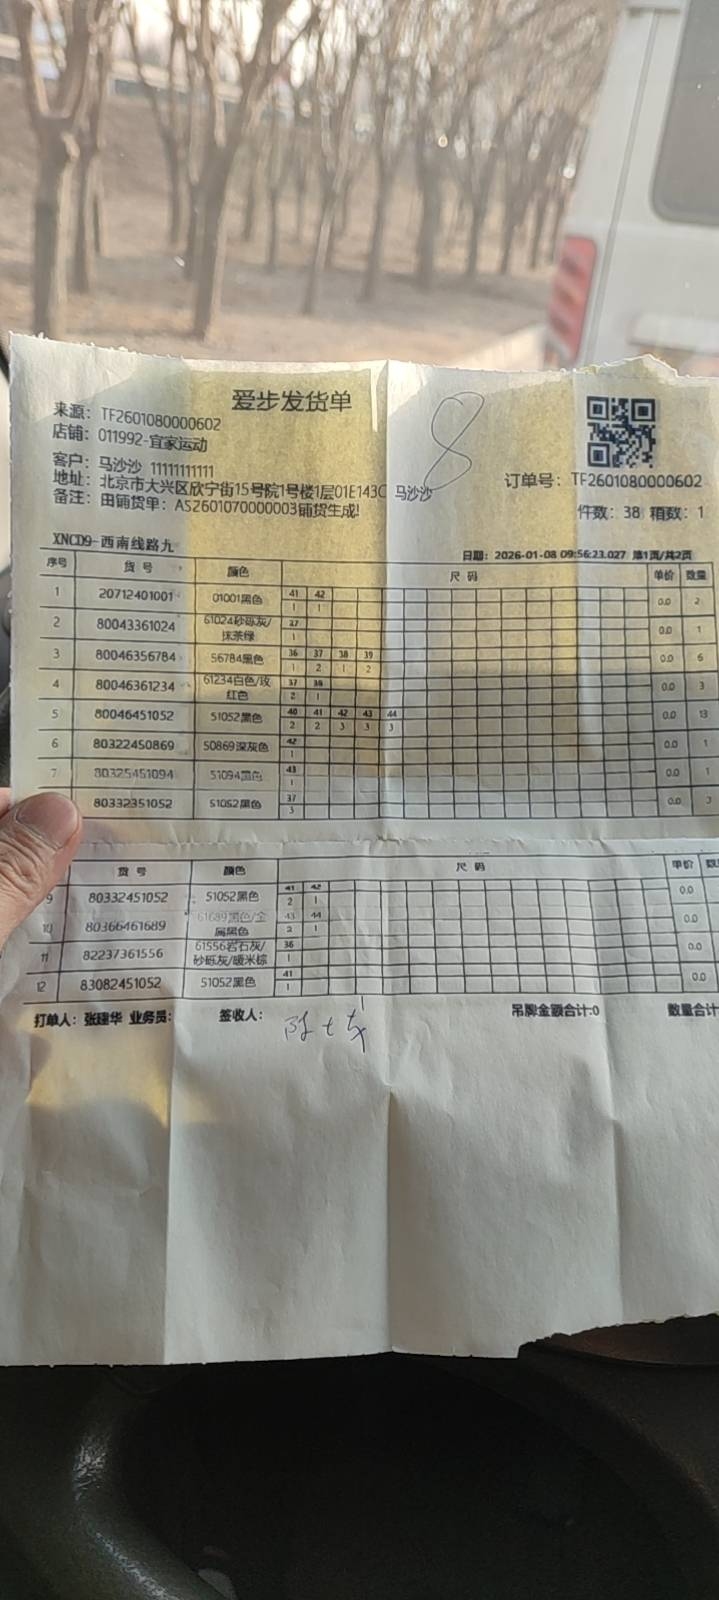 爱步发货单
来源: TF2601080000602
店铺: 011992-宜家运动
8
客户: 马沙沙 11111111111
地址: 北京市大兴区欣宁街15号院1号楼1层01E143C 马沙沙
备注: 由铺货单: AS2601070000003铺货生成!
订单号: TF2601080000602
件数: 38 箱数: 1
XNCD9-西南线路九
日期: 2026-01-08 09:56:23.027 第1页/共2页
序号 货 号 颜色 尺 码 单价 数量
1 20712401001 01001黑色 41 42 0.0 2
1 1
2 80043361024 61024砂砾灰/抹茶绿 37 0.0 1
1
3 80046356784 56784黑色 36 37 38 39 0.0 6
1 2 1 2
4 80046361234 61234白色/玫红色 37 38 0.0 3
2 1
5 80046451052 51052黑色 40 41 42 43 44 0.0 13
2 2 3 3 3
6 80322450869 50869深灰色 42 0.0 1
1
7 80325451094 51094黑色 43 0.0 1
1
80332351052 51052黑色 37 0.0 3
3
货 号 颜色 尺 码 单价
9 80332451052 51052黑色 41 42 0.0
2 1
10 80366461689 61689黑色/金属黑色 43 44 0.0
2 1
11 82237361556 61556岩石灰/砂砾灰/暖米棕 36 0.0
1
12 83082451052 51052黑色 41 0.0
1
打单人: 张建华 业务员: 签收人: 吊牌金额合计:0 数量合计